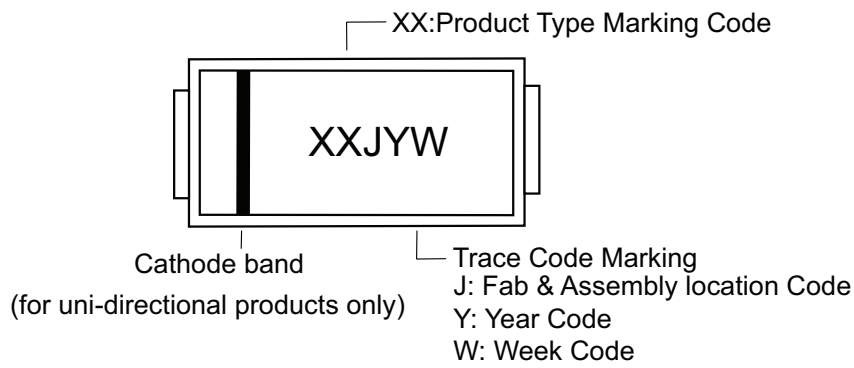 XX:Product Type Marking Code
XXJYW
Cathode band
(for uni-directional products only)
Trace Code Marking
J: Fab & Assembly location Code
Y: Year Code
W: Week Code